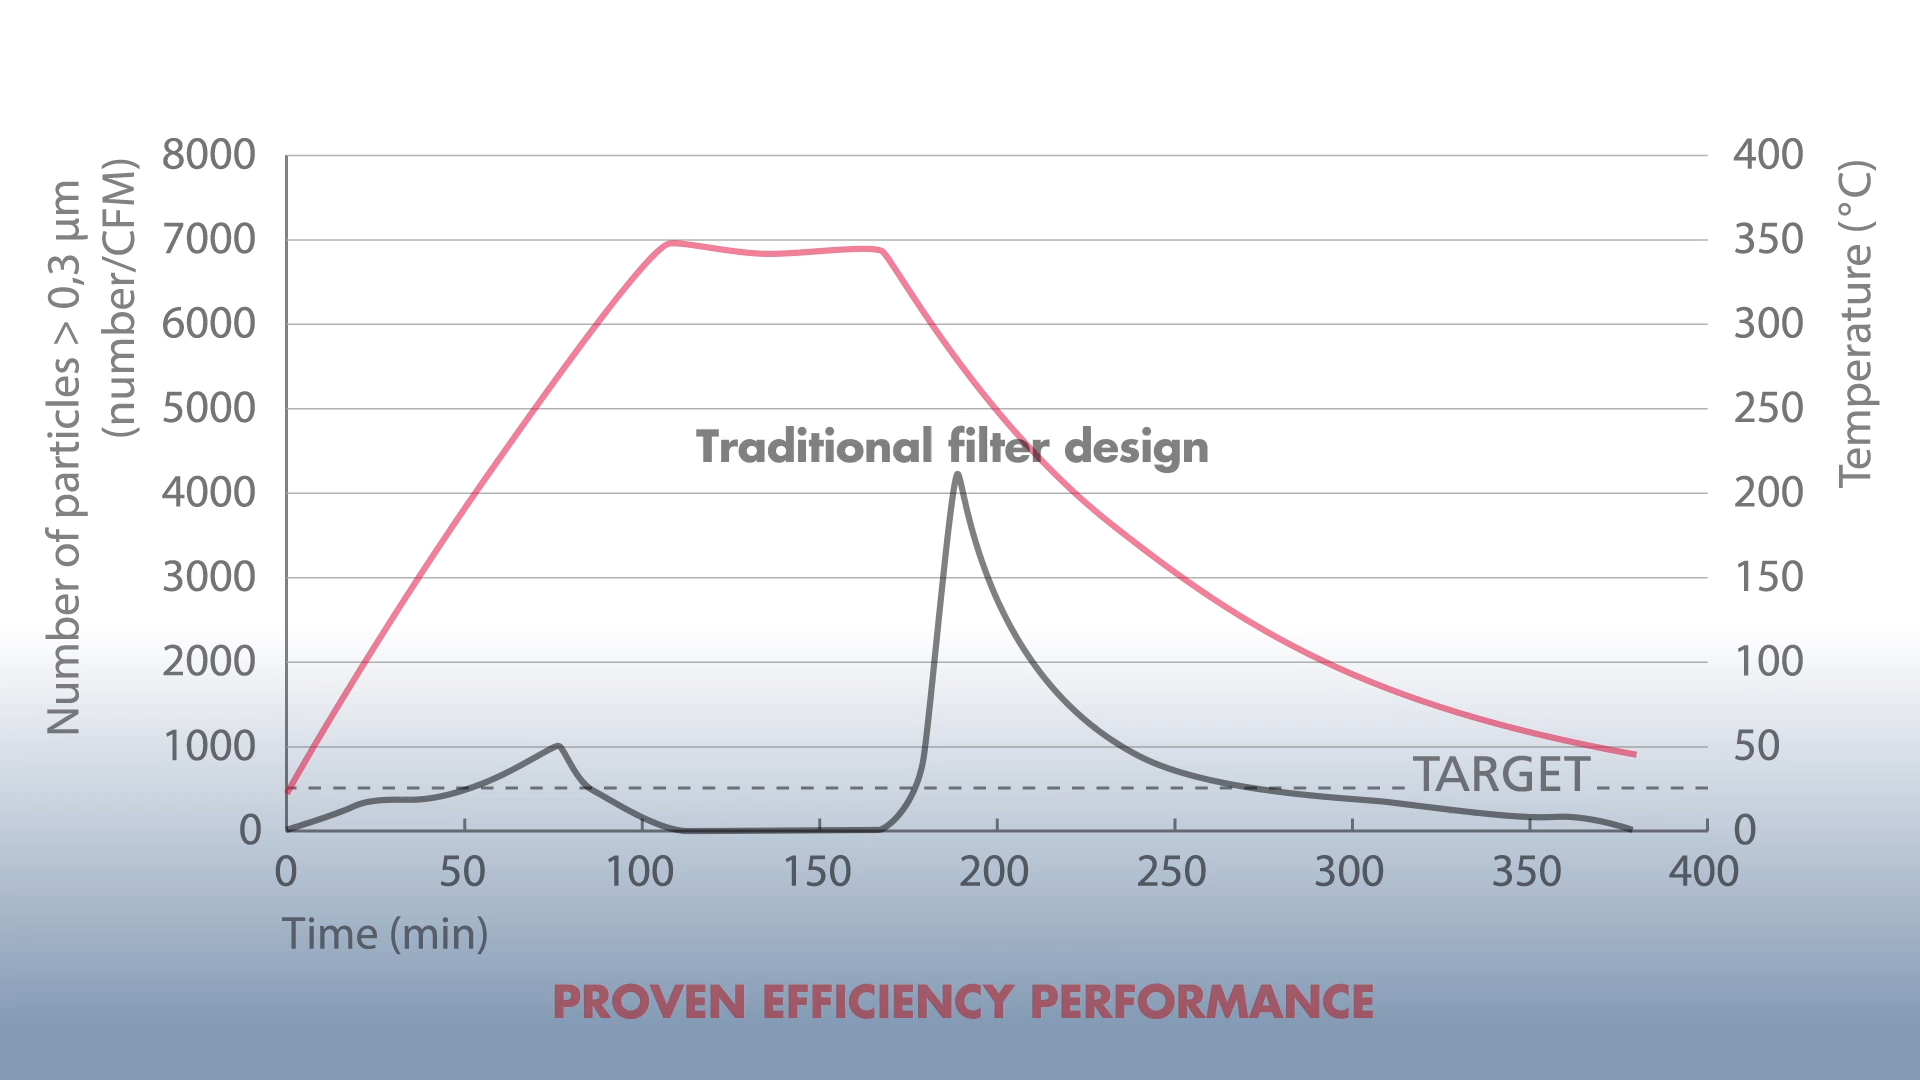 Number of particles > 0,3 µm
(number/CFM)
8000
7000
6000
5000
4000
3000
2000
1000
0
400
350
300
250
200
150
100
50
0
Temperature (°C)
Traditional filter design
TARGET
0 50 100 150 200 250 300 350 400
Time (min)
PROVEN EFFICIENCY PERFORMANCE